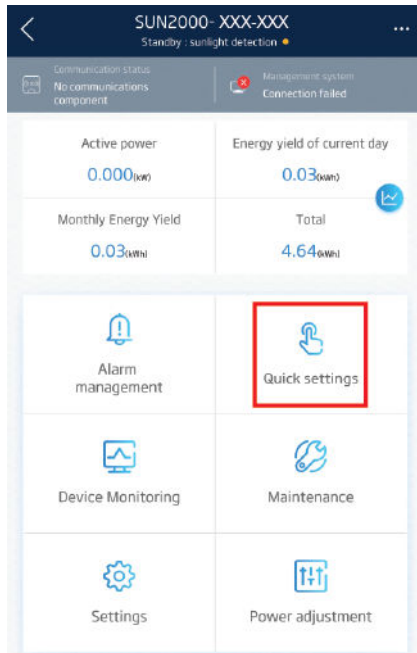 SUN2000- XXX-XXX
Standby : sunlight detection
Communication status
No communications
component
Management system
Connection failed
Active power
0.000(kW)
Energy yield of current day
0.03(kWh)
Monthly Energy Yield
0.03(kWh)
Total
4.64(kWh)
Alarm
management
Quick settings
Device Monitoring
Maintenance
Settings
Power adjustment